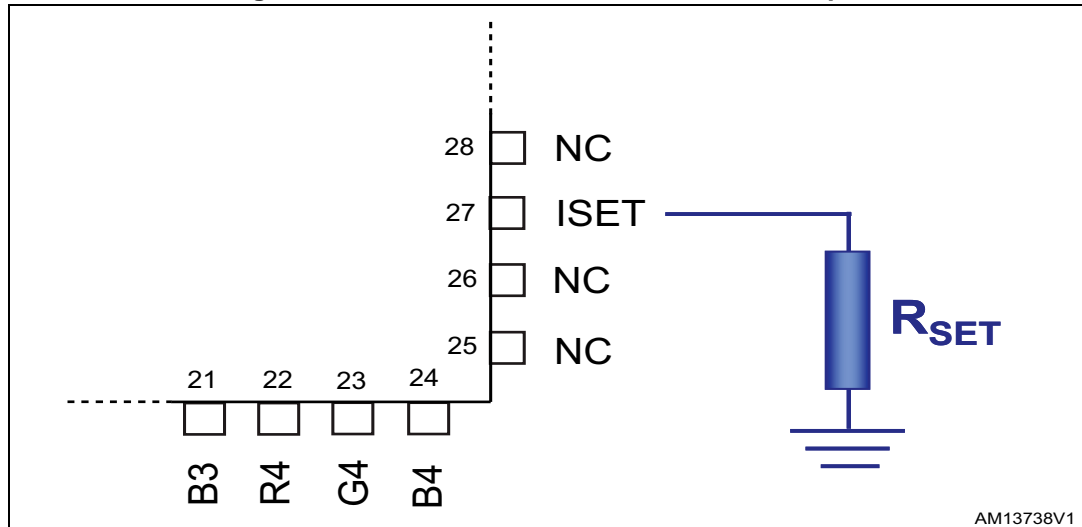 28 NC
27 ISET
26 NC
RSET
25 NC
21 22 23 24
B3 R4 G4 B4
AM13738V1